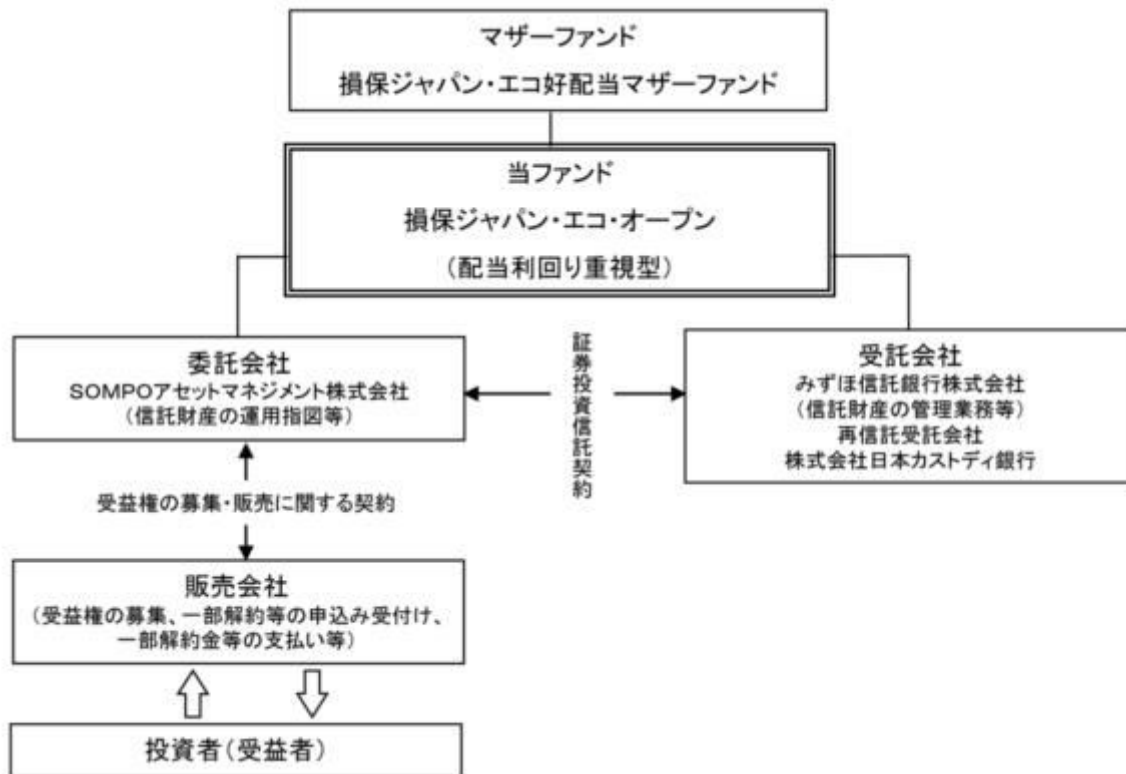 マザーファンド
損保ジャパン・エコ好配当マザーファンド
当ファンド
損保ジャパン・エコ・オープン
（配当利回り重視型）
委託会社
SOMPOアセットマネジメント株式会社
（信託財産の運用指図等）
証券投資信託契約
受託会社
みずほ信託銀行株式会社
（信託財産の管理業務等）
再信託受託会社
株式会社日本カストディ銀行
受益権の募集・販売に関する契約
販売会社
（受益権の募集、一部解約等の申込み受付け、
一部解約金等の支払い等）
投資者（受益者）